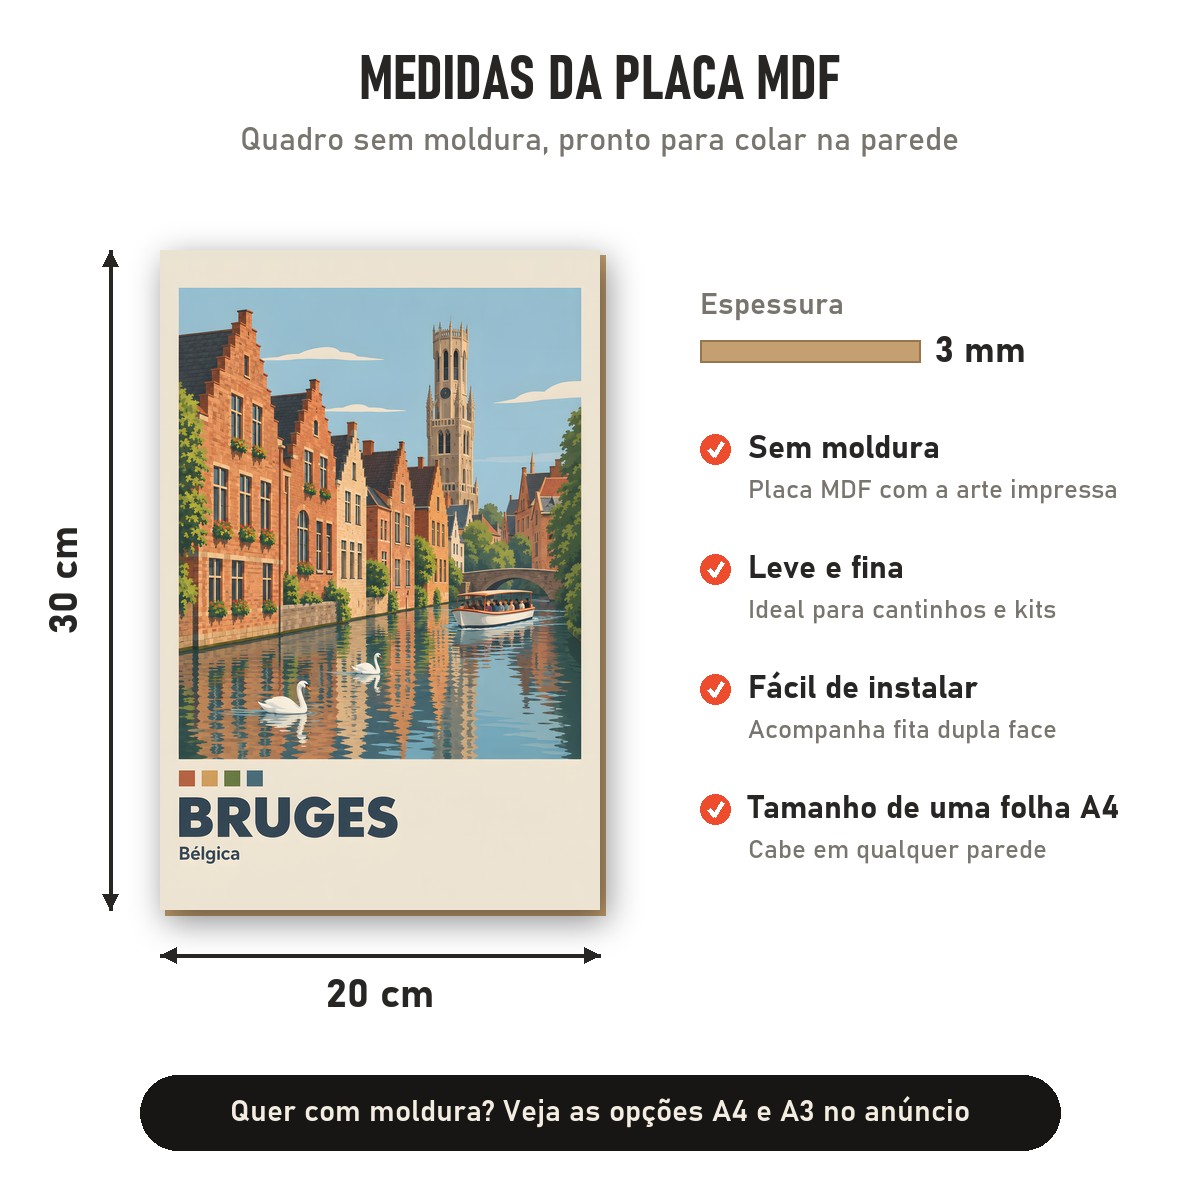 MEDIDAS DA PLACA MDF
Quadro sem moldura, pronto para colar na parede
30 cm
BRUGES
Bélgica
20 cm
Espessura
3 mm
Sem moldura
Placa MDF com a arte impressa
Leve e fina
Ideal para cantinhos e kits
Fácil de instalar
Acompanha fita dupla face
Tamanho de uma folha A4
Cabe em qualquer parede
Quer com moldura? Veja as opções A4 e A3 no anúncio